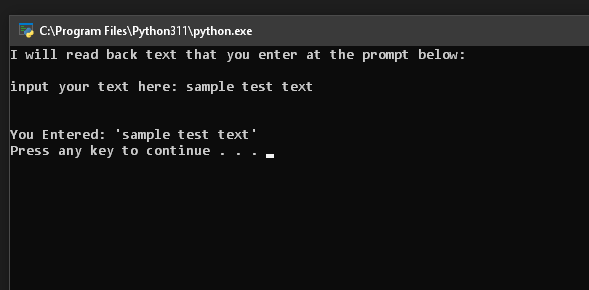 C:\Program Files\Python311\python.exe
I will read back text that you enter at the prompt below:
input your text here: sample test text
You Entered: 'sample test text'
Press any key to continue . . .